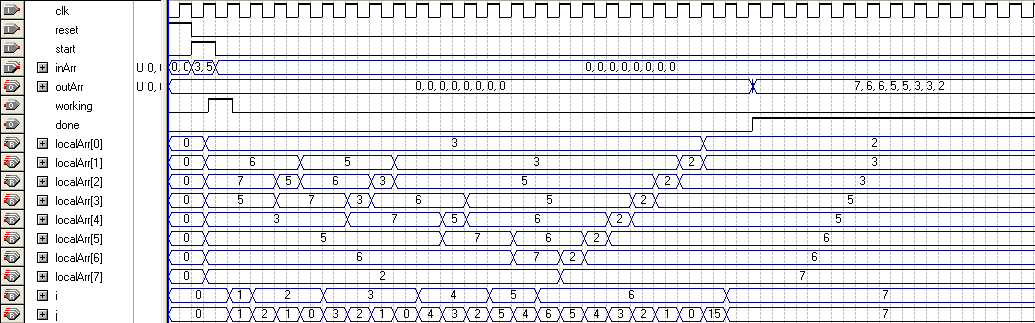 clk
reset
start
inArr U 0, 0, 0 3, 5 0, 0, 0, 0, 0, 0, 0, 0
outArr U 0, 0, 0, 0, 0, 0, 0, 0, 0 7, 6, 6, 5, 5, 3, 3, 2
working
done
localArr[0] 0 3 2
localArr[1] 0 6 5 3 2 3
localArr[2] 0 7 5 6 3 5 2 3
localArr[3] 0 5 7 3 6 5 2 5
localArr[4] 0 3 7 5 6 2 5
localArr[5] 0 5 7 6 2 6
localArr[6] 0 6 7 2 6
localArr[7] 0 2 7
i 0 1 2 3 4 5 6 7
j 0 1 2 1 0 3 2 1 0 4 3 2 5 4 6 5 4 3 2 1 0 15 7